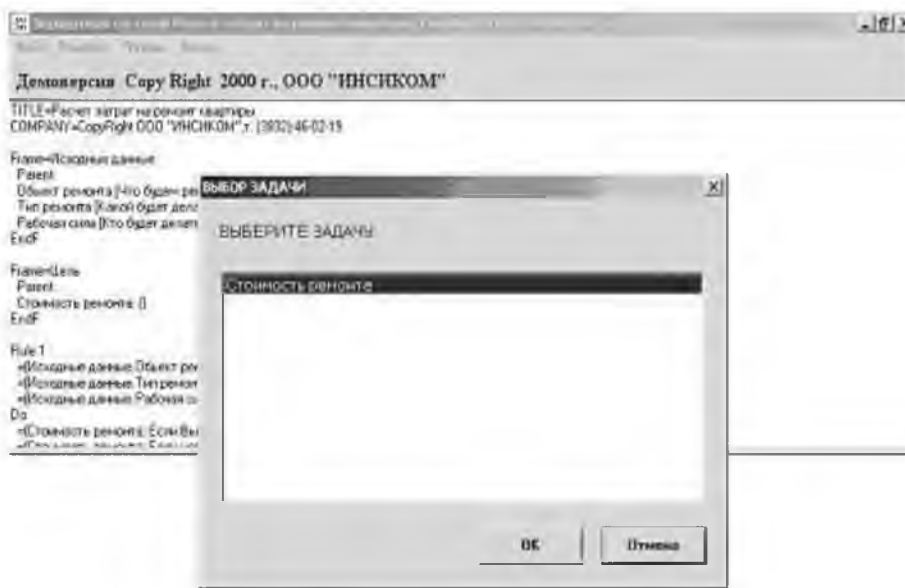 Демоверсия Copy Right 2000 г., ООО "ИНСИКОМ"
TITLE=Расчет затрат на ремонт квартиры
COMPANY=CopyRight ООО "ИНСИКОМ", т. (3832) 46-02-19
Frame=Исходные данные
Parent:
Объект ремонта [Что будем
Тип ремонта [Какой будет
Рабочая сила [Кто будет делать
EndF
Frame=Цель
Parent:
Стоимость ремонта: ()
EndF
Rule 1
=(Исходные данные.Объект
=(Исходные данные.Тип
=(Исходные данные.Рабочая
Do
=(Стоимость ремонта; Если
ВЫБОР ЗАДАЧИ
ВЫБЕРИТЕ ЗАДАЧУ
Стоимость ремонта
OK
Отмена